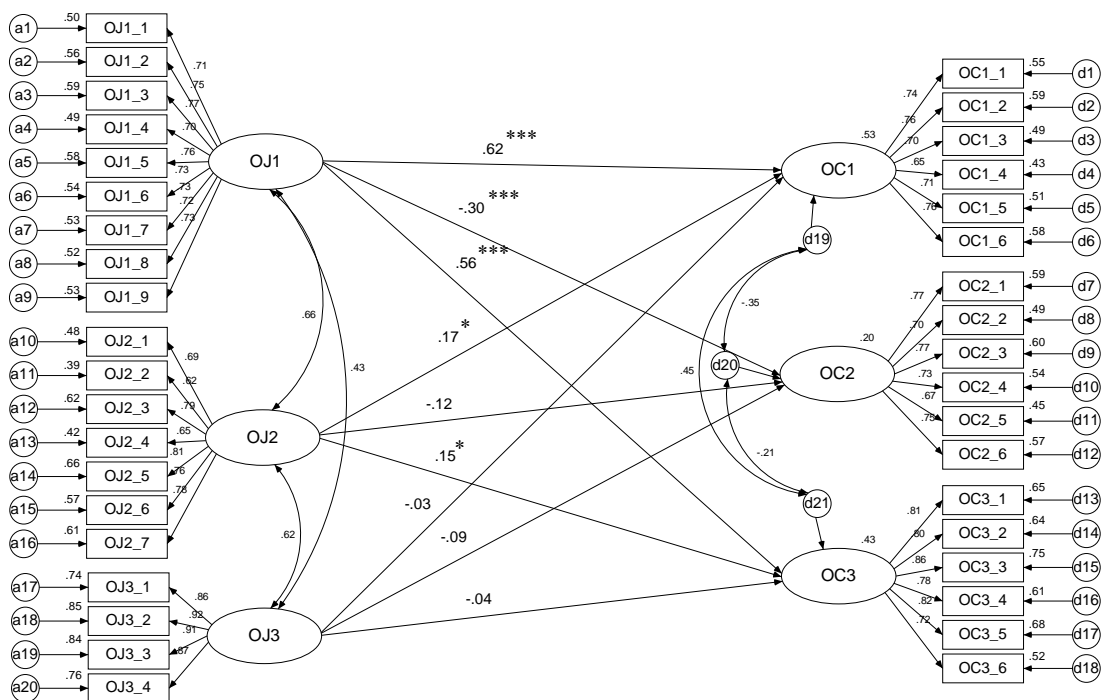 a1 .50 OJ1_1
a2 .56 OJ1_2
a3 .59 OJ1_3
a4 .49 OJ1_4
a5 .58 OJ1_5
a6 .54 OJ1_6
a7 .53 OJ1_7
a8 .52 OJ1_8
a9 .53 OJ1_9
.71
.75
.77
.70
.76
.73
.73
.72
.73
OJ1
a10 .48 OJ2_1
a11 .39 OJ2_2
a12 .62 OJ2_3
a13 .42 OJ2_4
a14 .66 OJ2_5
a15 .57 OJ2_6
a16 .61 OJ2_7
.69
.62
.79
.65
.81
.76
.78
OJ2
a17 .74 OJ3_1
a18 .85 OJ3_2
a19 .84 OJ3_3
a20 .76 OJ3_4
.86
.92
.91
.87
OJ3
.66
.43
.62
.62***
-.30***
.56***
.17*
-.12
.15*
-.03
-.09
-.04
d19
d20
d21
-.35
.45
-.21
.53
OC1
.74
.76
.70
.65
.71
.76
OC1_1 .55 d1
OC1_2 .59 d2
OC1_3 .49 d3
OC1_4 .43 d4
OC1_5 .51 d5
OC1_6 .58 d6
.20
OC2
.77
.70
.77
.73
.67
.75
OC2_1 .59 d7
OC2_2 .49 d8
OC2_3 .60 d9
OC2_4 .54 d10
OC2_5 .45 d11
OC2_6 .57 d12
.43
OC3
.81
.80
.86
.78
.82
.72
OC3_1 .65 d13
OC3_2 .64 d14
OC3_3 .75 d15
OC3_4 .61 d16
OC3_5 .68 d17
OC3_6 .52 d18